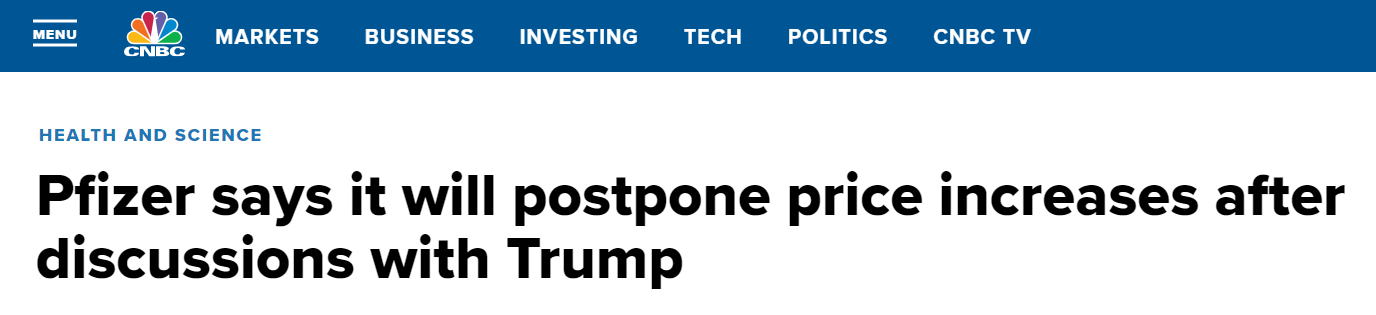 MENU
CNBC
MARKETS BUSINESS INVESTING TECH POLITICS CNBC TV
HEALTH AND SCIENCE
Pfizer says it will postpone price increases after
discussions with Trump